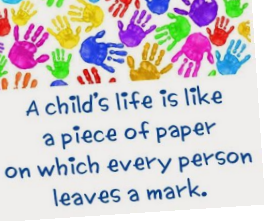 A child's life is like
a piece of paper
on which every person
leaves a mark.